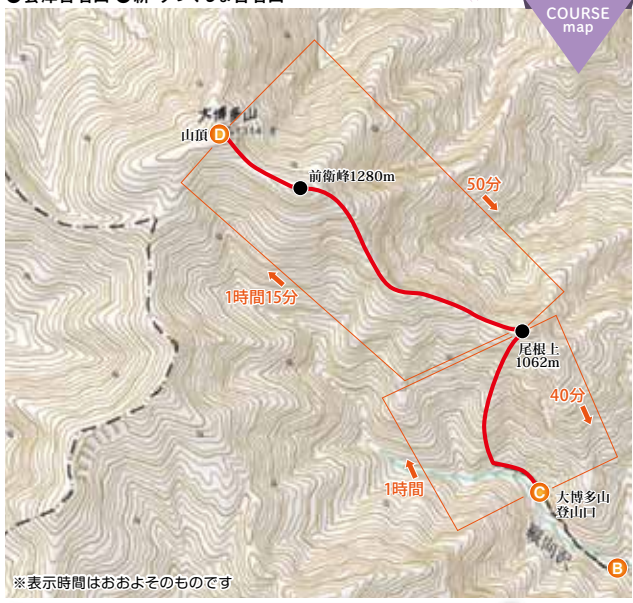 COURSE
map
大博多山
山頂
D
前衛峰1280m
50分
1時間15分
尾根上
1062m
40分
1時間
C
大博多山
登山口
B
※表示時間はおおよそのものです